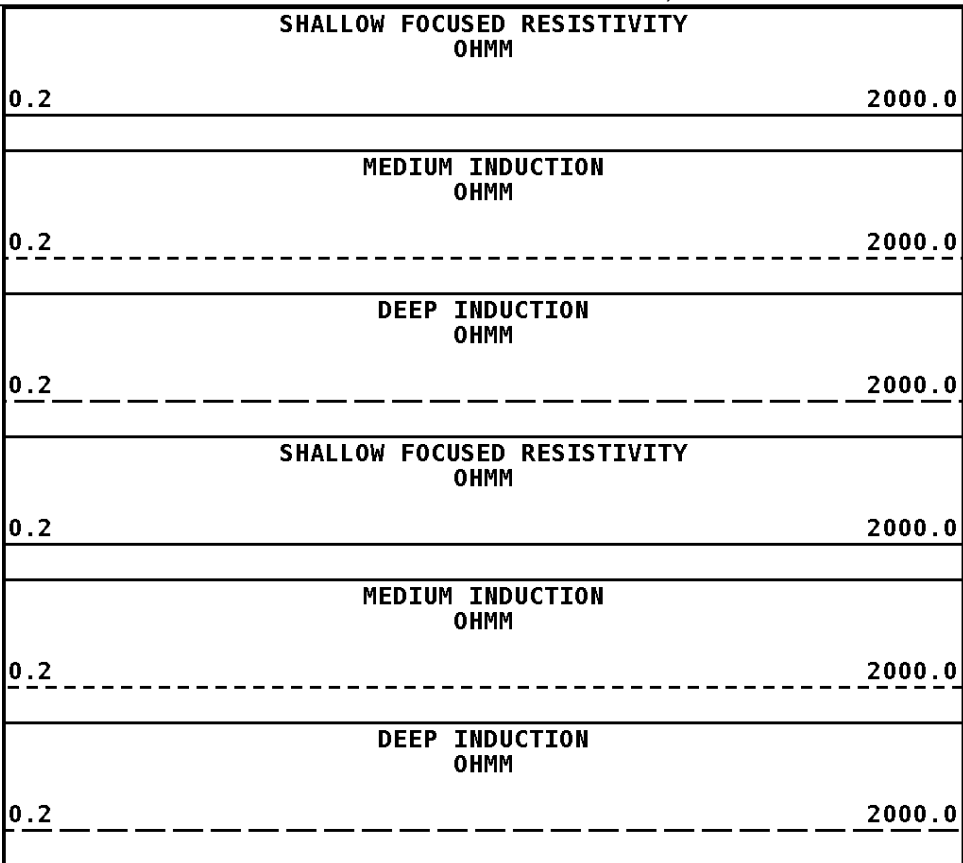 SHALLOW FOCUSED RESISTIVITY
OHMM
0.2 2000.0
MEDIUM INDUCTION
OHMM
0.2 2000.0
DEEP INDUCTION
OHMM
0.2 2000.0
SHALLOW FOCUSED RESISTIVITY
OHMM
0.2 2000.0
MEDIUM INDUCTION
OHMM
0.2 2000.0
DEEP INDUCTION
OHMM
0.2 2000.0